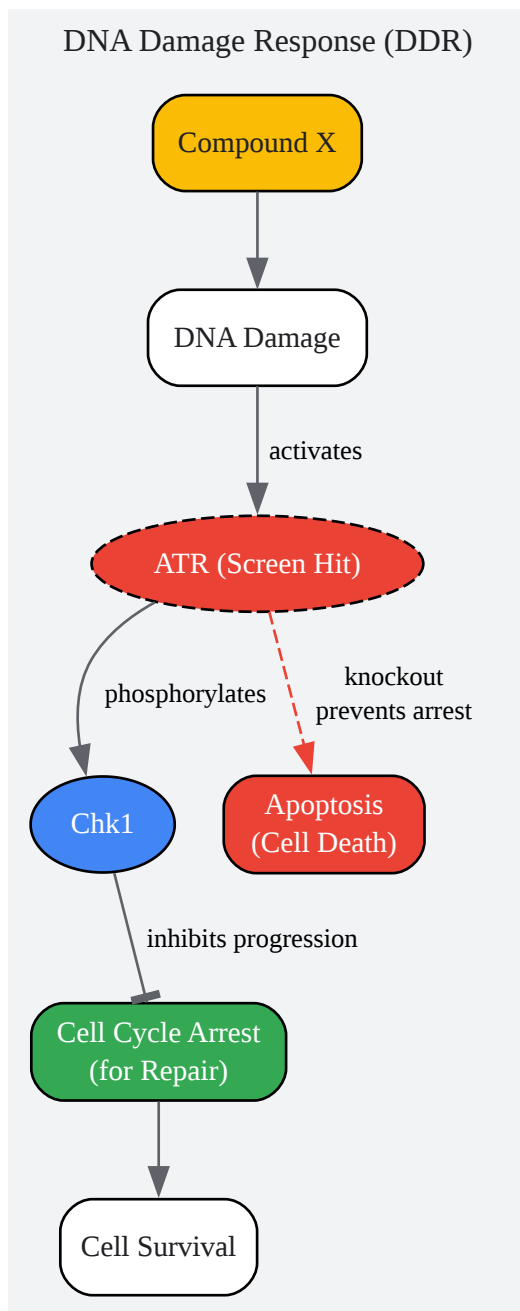 DNA Damage Response (DDR)
Compound X
DNA Damage
activates
ATR (Screen Hit)
phosphorylates
knockout
prevents arrest
Chk1
Apoptosis
(Cell Death)
inhibits progression
Cell Cycle Arrest
(for Repair)
Cell Survival